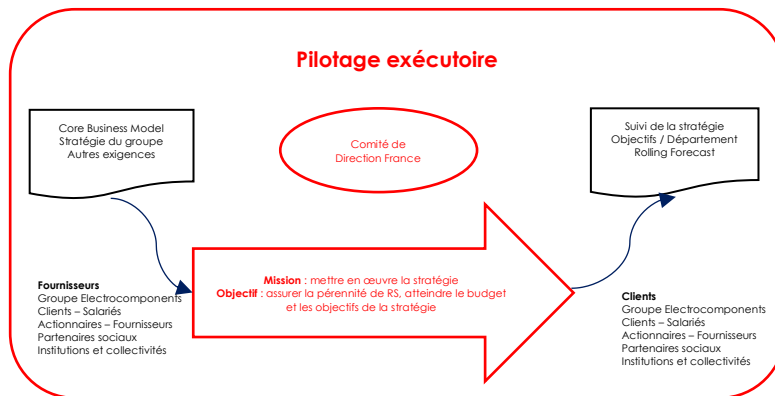 Pilotage exécutoire
Core Business Model
Stratégie du groupe
Autres exigences
Comité de
Direction France
Suivi de la stratégie
Objectifs / Département
Rolling Forecast
Mission : mettre en œuvre la stratégie
Objectif : assurer la pérennité de RS, atteindre le budget
et les objectifs de la stratégie
Fournisseurs
Groupe Electrocomponents
Clients – Salariés
Actionnaires – Fournisseurs
Partenaires sociaux
Institutions et collectivités
Clients
Groupe Electrocomponents
Clients – Salariés
Actionnaires – Fournisseurs
Partenaires sociaux
Institutions et collectivités